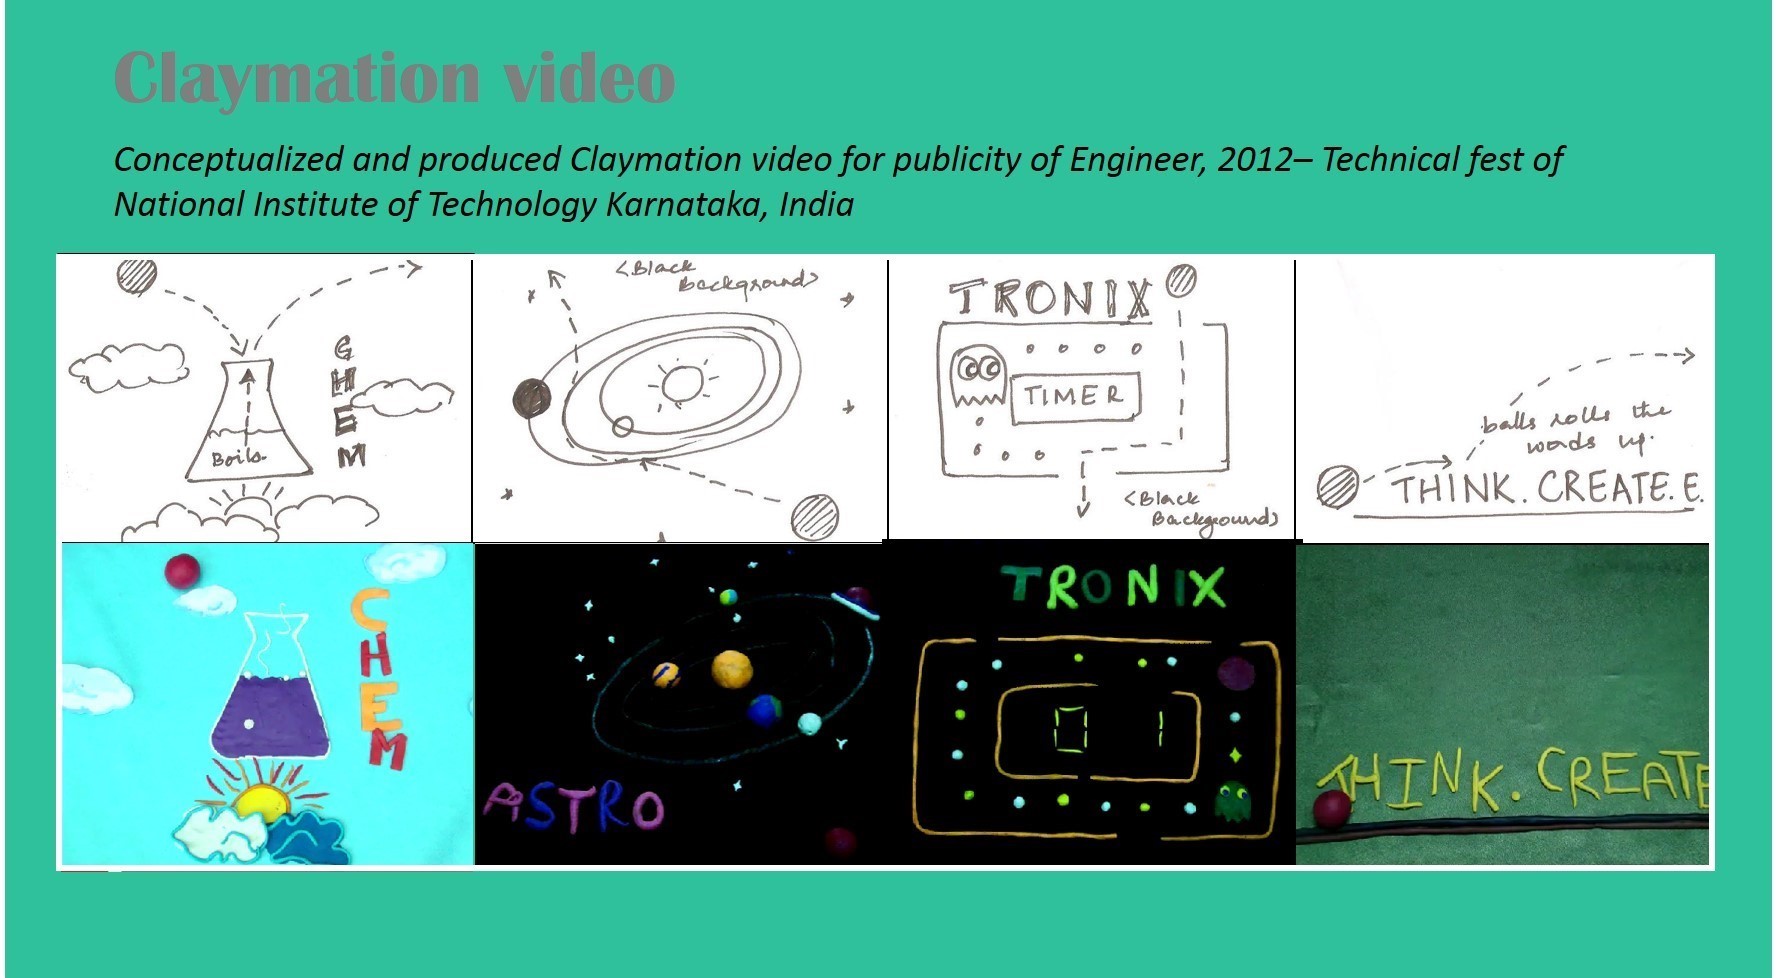 Claymation video
Conceptualized and produced Claymation video for publicity of Engineer, 2012– Technical fest of
National Institute of Technology Karnataka, India
C
H
E
M
Boils.
<Black
Background>
TRONIX
TIMER
<Black
Background>
balls rolls the
words up.
THINK. CREATE. E.
C
H
E
M
ASTRO
TRONIX
0 1
THINK. CREATE